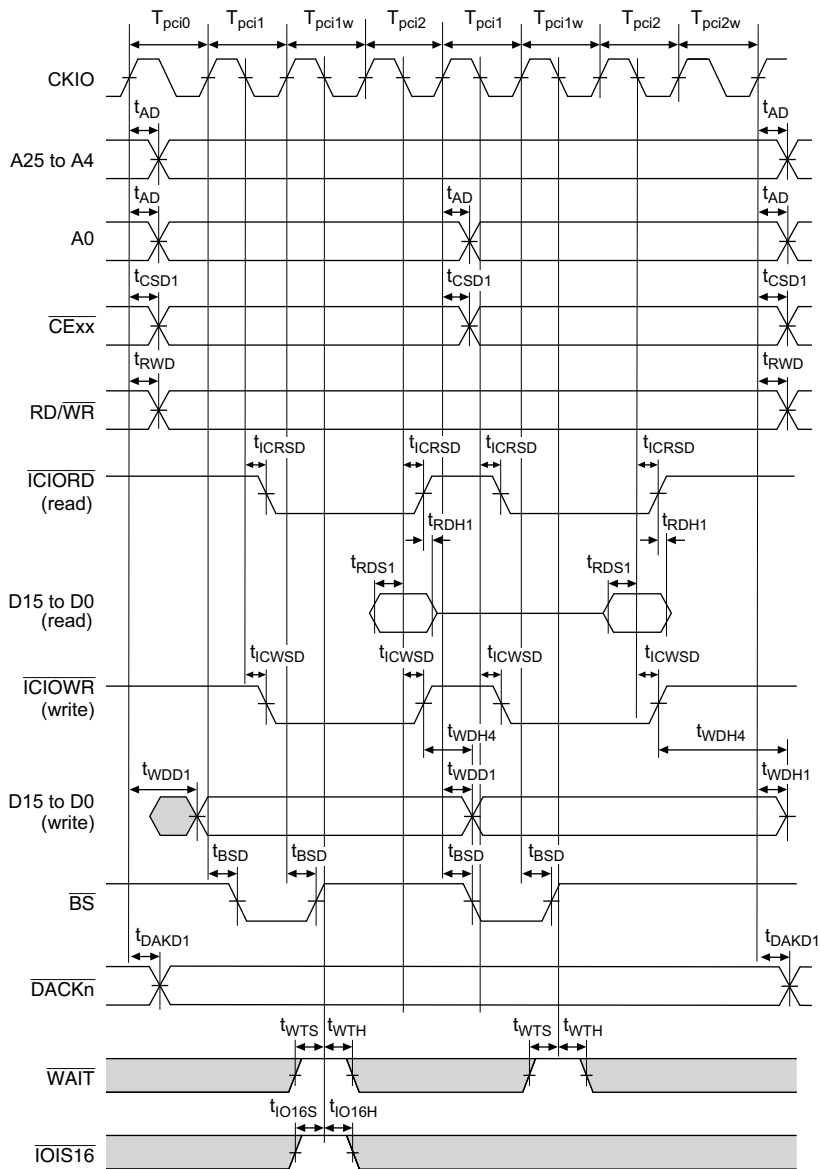 Tpci0 Tpci1 Tpci1w Tpci2 Tpci1 Tpci1w Tpci2 Tpci2w
CKIO
tAD tAD
A25 to A4
tAD tAD tAD
A0
tCSD1 tCSD1 tCSD1
CExx
tRWD tRWD
RD/WR
tICRSD tICRSD tICRSD tICRSD
ICIORD
(read)
tRDH1 tRDH1
tRDS1 tRDS1
D15 to D0
(read)
tICWSD tICWSD tICWSD tICWSD
ICIOWR
(write)
tWDH4 tWDH4
tWDD1 tWDD1 tWDH1
D15 to D0
(write)
tBSD tBSD tBSD tBSD
BS
tDAKD1 tDAKD1
DACKn
tWTS tWTH tWTS tWTH
WAIT
tIO16S tIO16H
IOIS16